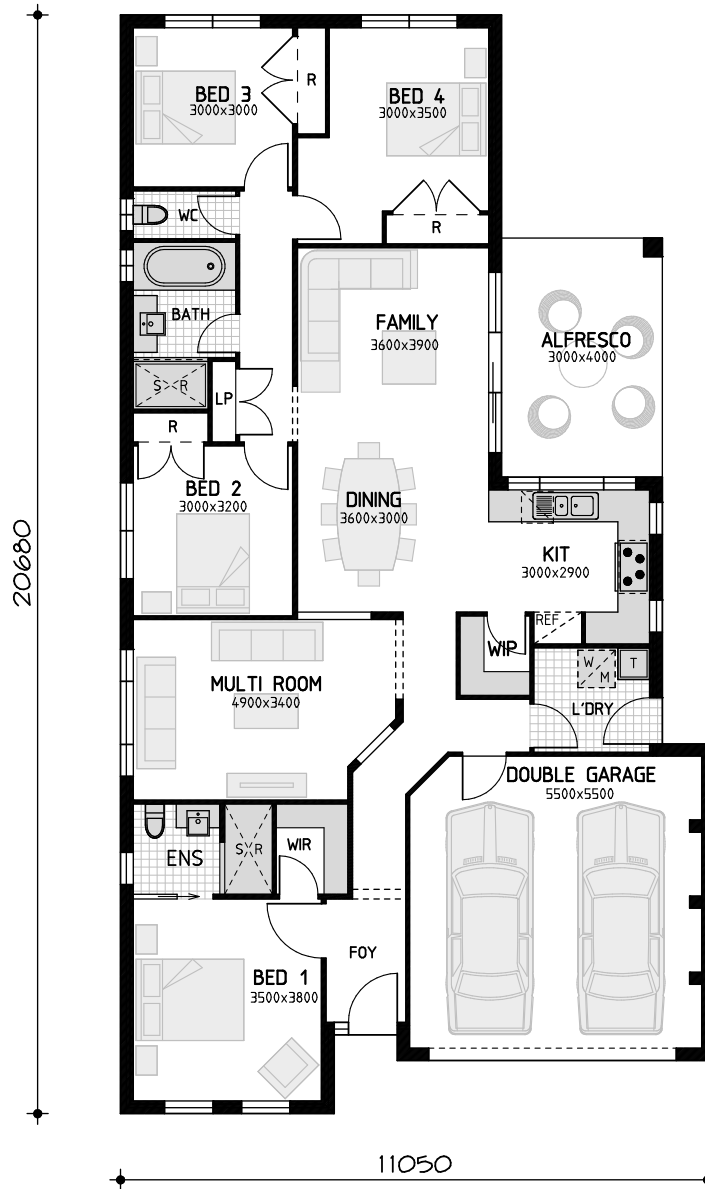 BED 3
3000x3000
R
BED 4
3000x3500
R
WC
BATH
S R
R
LP
FAMILY
3600x3900
ALFRESCO
3000x4000
20680
BED 2
3000x3200
DINING
3600x3000
KIT
3000x2900
REF
WIP
W
M
T
L'DRY
MULTI ROOM
4900x3400
DOUBLE GARAGE
5500x5500
ENS
S R
WIR
FOY
BED 1
3500x3800
11050